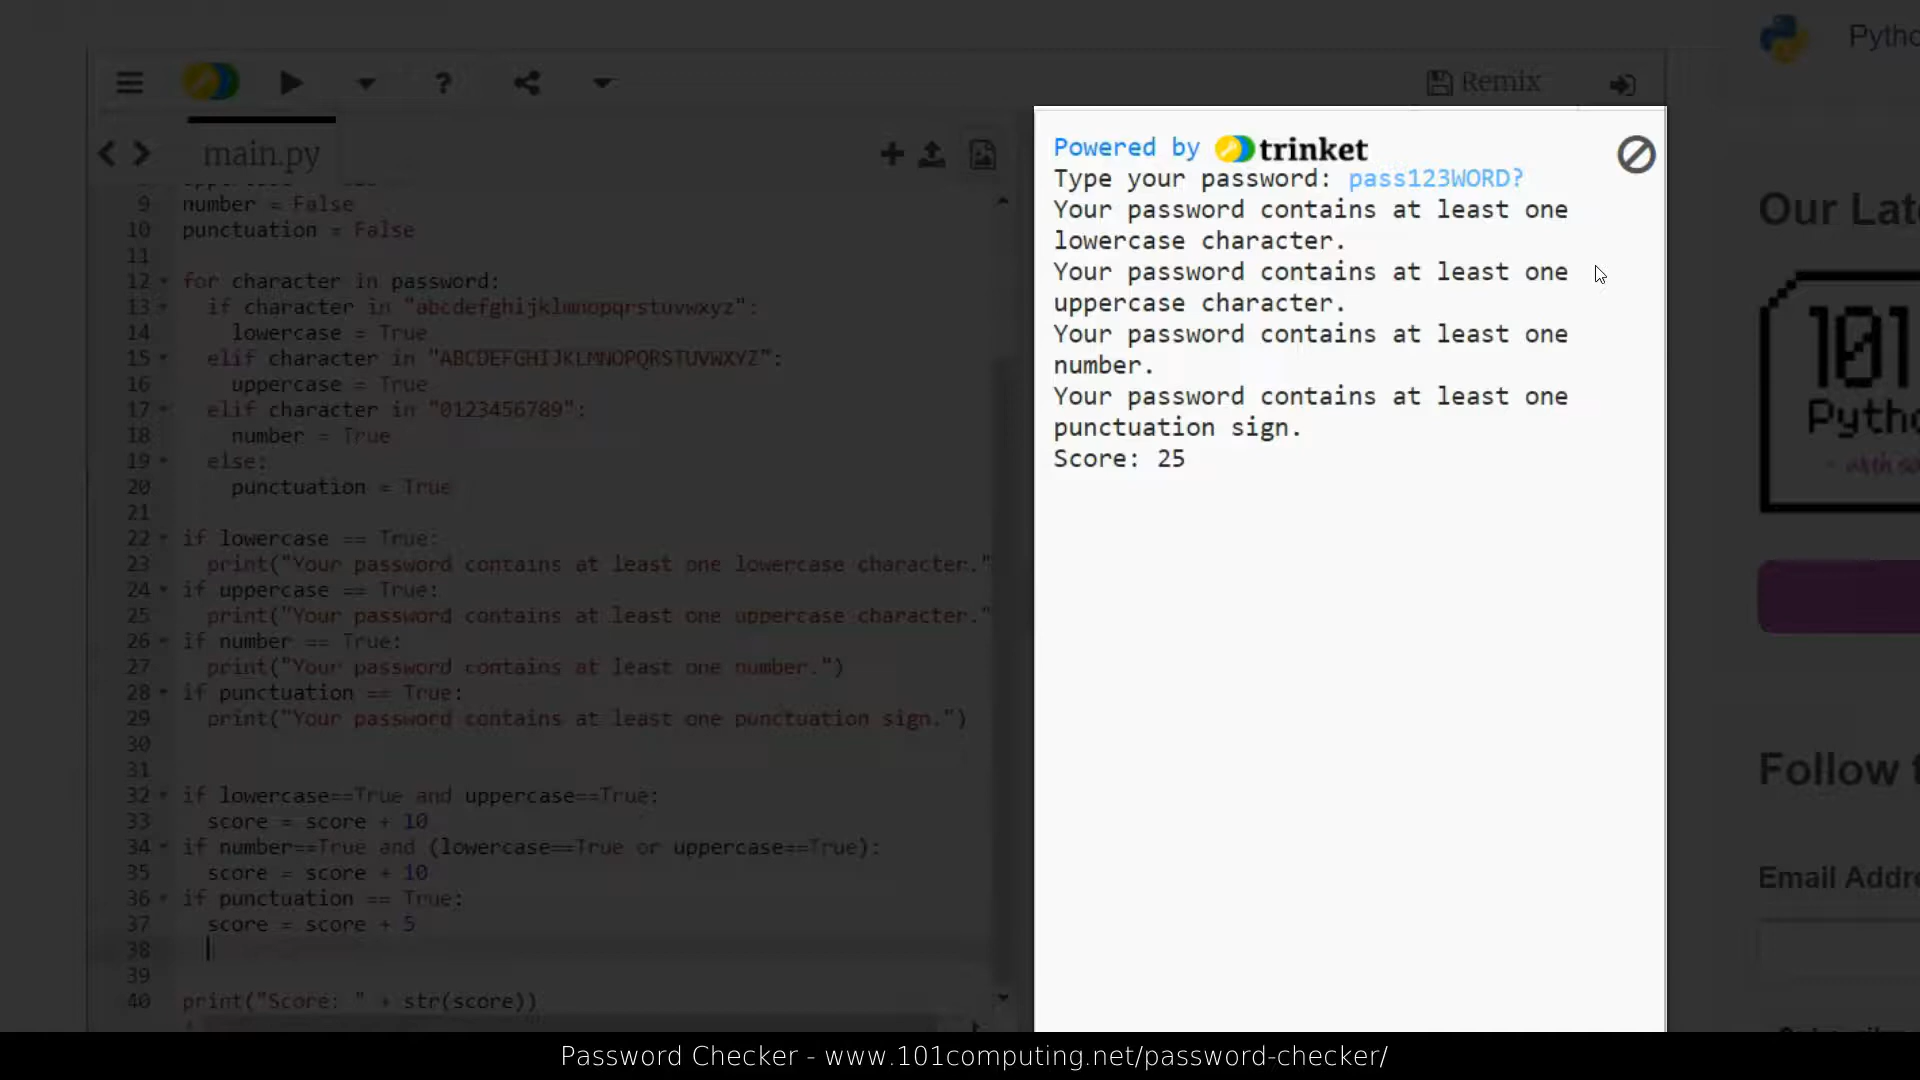 Remix
Pytho
main.py
9 number = False
10 punctuation = False
11
12 for character in password:
13 if character in "abcdefghijklmnopqrstuvwxyz":
14 lowercase = True
15 elif character in "ABCDEFGHIJKLMNOPQRSTUVWXYZ":
16 uppercase = True
17 elif character in "0123456789":
18 number = True
19 else:
20 punctuation = True
21
22 if lowercase == True:
23 print("Your password contains at least one lowercase character."
24 if uppercase == True:
25 print("Your password contains at least one uppercase character."
26 if number == True:
27 print("Your password contains at least one number.")
28 if punctuation == True:
29 print("Your password contains at least one punctuation sign.")
30
31
32 if lowercase==True and uppercase==True:
33 score = score + 10
34 if number==True and (lowercase==True or uppercase==True):
35 score = score + 10
36 if punctuation == True:
37 score = score + 5
38
39
40 print("Score: " + str(score))
Powered by trinket
Type your password: pass123WORD?
Your password contains at least one
lowercase character.
Your password contains at least one
uppercase character.
Your password contains at least one
number.
Your password contains at least one
punctuation sign.
Score: 25
Our Lat
101
Pytho
Follow t
Email Addre
Password Checker - www.101computing.net/password-checker/